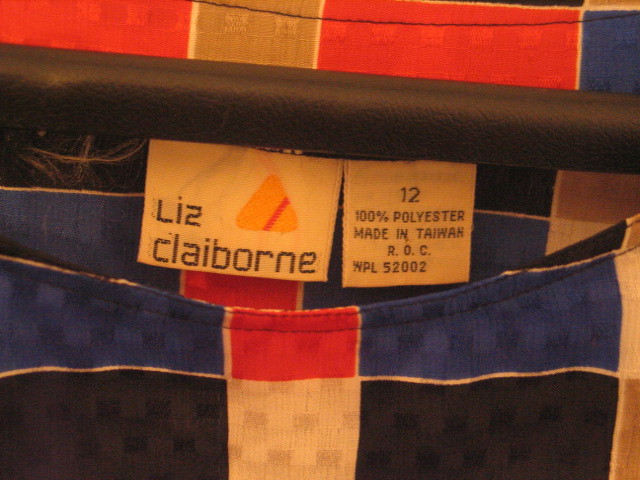 Liz
claiborne
12
100% POLYESTER
MADE IN TAIWAN
R. O. C.
WPL 52002